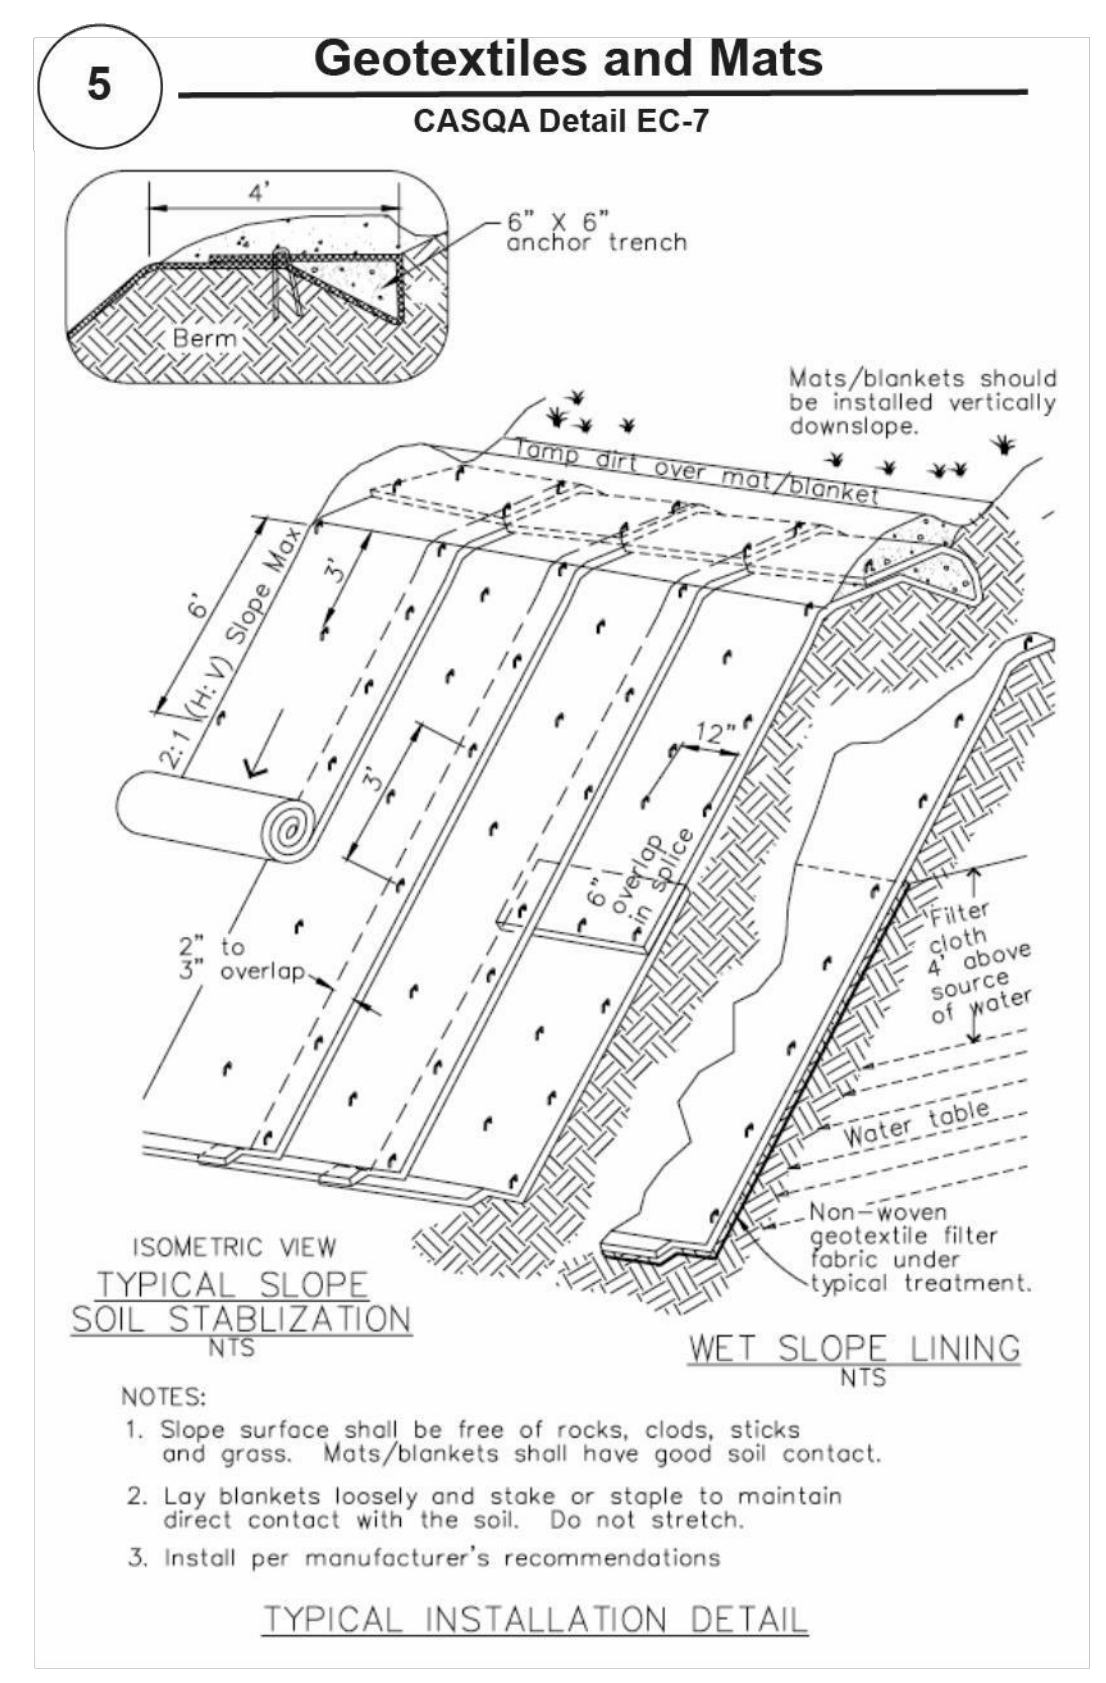 5
Geotextiles and Mats
CASQA Detail EC-7
4'
6" X 6"
anchor trench
Berm
Mats/blankets should
be installed vertically
downslope.
Tamp dirt over mat/blanket
6'
2:1 (H:V) Slope Max
3'
3'
12"
6"
overlap
in splice
2" to
3" overlap
Filter
cloth
4' above
source
of water
Water table
Non-woven
geotextile filter
fabric under
typical treatment.
ISOMETRIC VIEW
TYPICAL SLOPE
SOIL STABLIZATION
NTS
WET SLOPE LINING
NTS
NOTES:
1. Slope surface shall be free of rocks, clods, sticks
and grass. Mats/blankets shall have good soil contact.
2. Lay blankets loosely and stake or staple to maintain
direct contact with the soil. Do not stretch.
3. Install per manufacturer's recommendations
TYPICAL INSTALLATION DETAIL